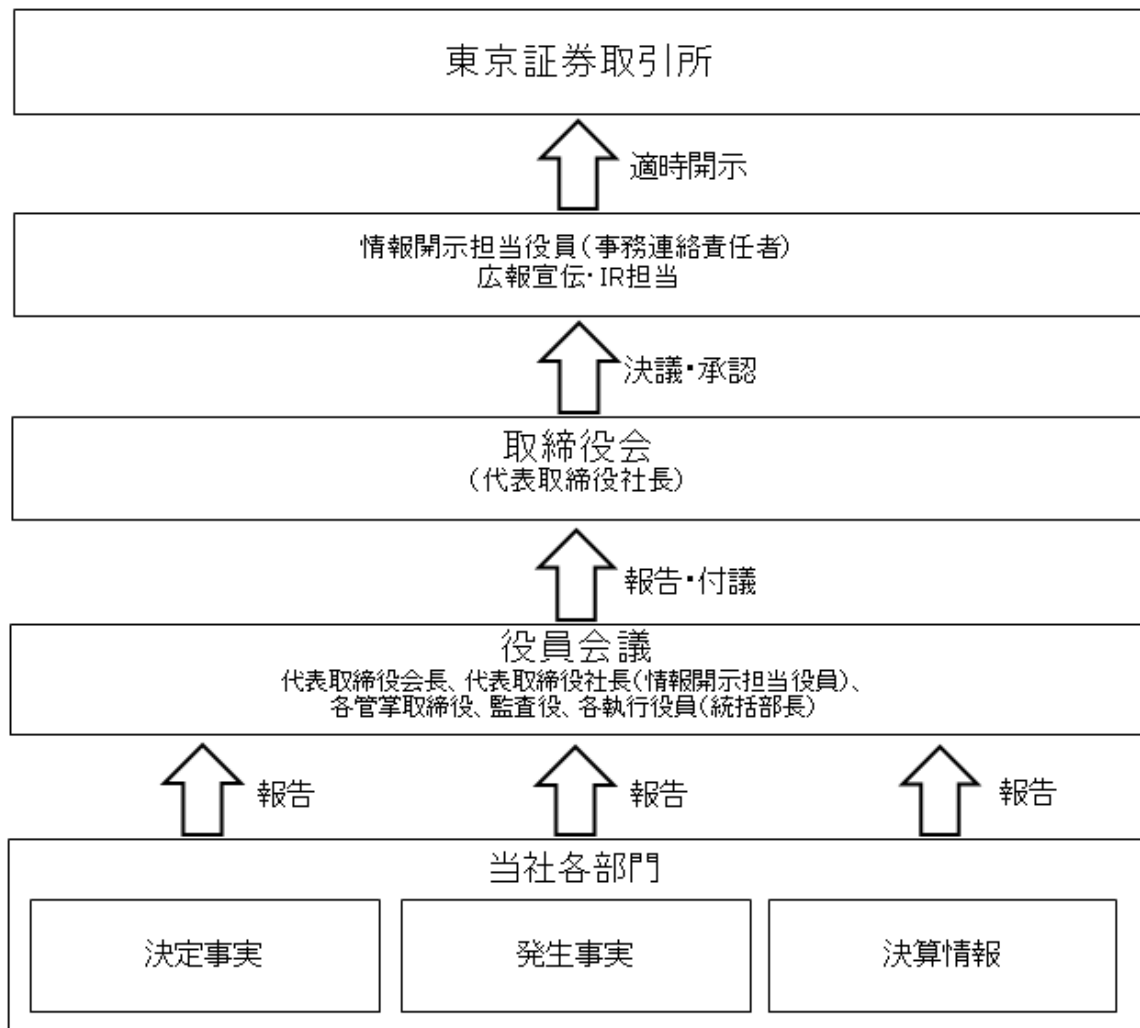 東京証券取引所
適時開示
情報開示担当役員(事務連絡責任者)
広報宣伝・IR担当
決議・承認
取締役会
(代表取締役社長)
報告・付議
役員会議
代表取締役会長、代表取締役社長(情報開示担当役員)、
各管掌取締役、監査役、各執行役員(統括部長)
報告
報告
報告
当社各部門
決定事実
発生事実
決算情報